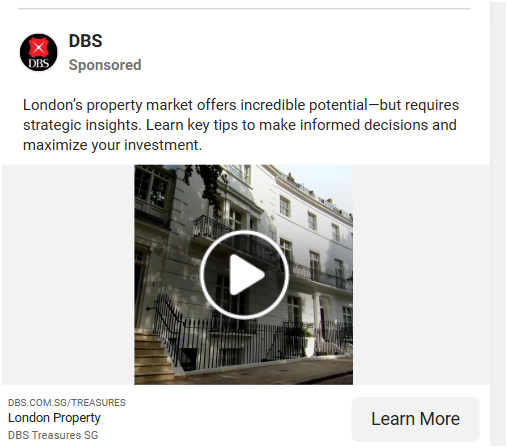 DBS
DBS
Sponsored
London’s property market offers incredible potential—but requires
strategic insights. Learn key tips to make informed decisions and
maximize your investment.
DBS.COM.SG/TREASURES
London Property
DBS Treasures SG
Learn More